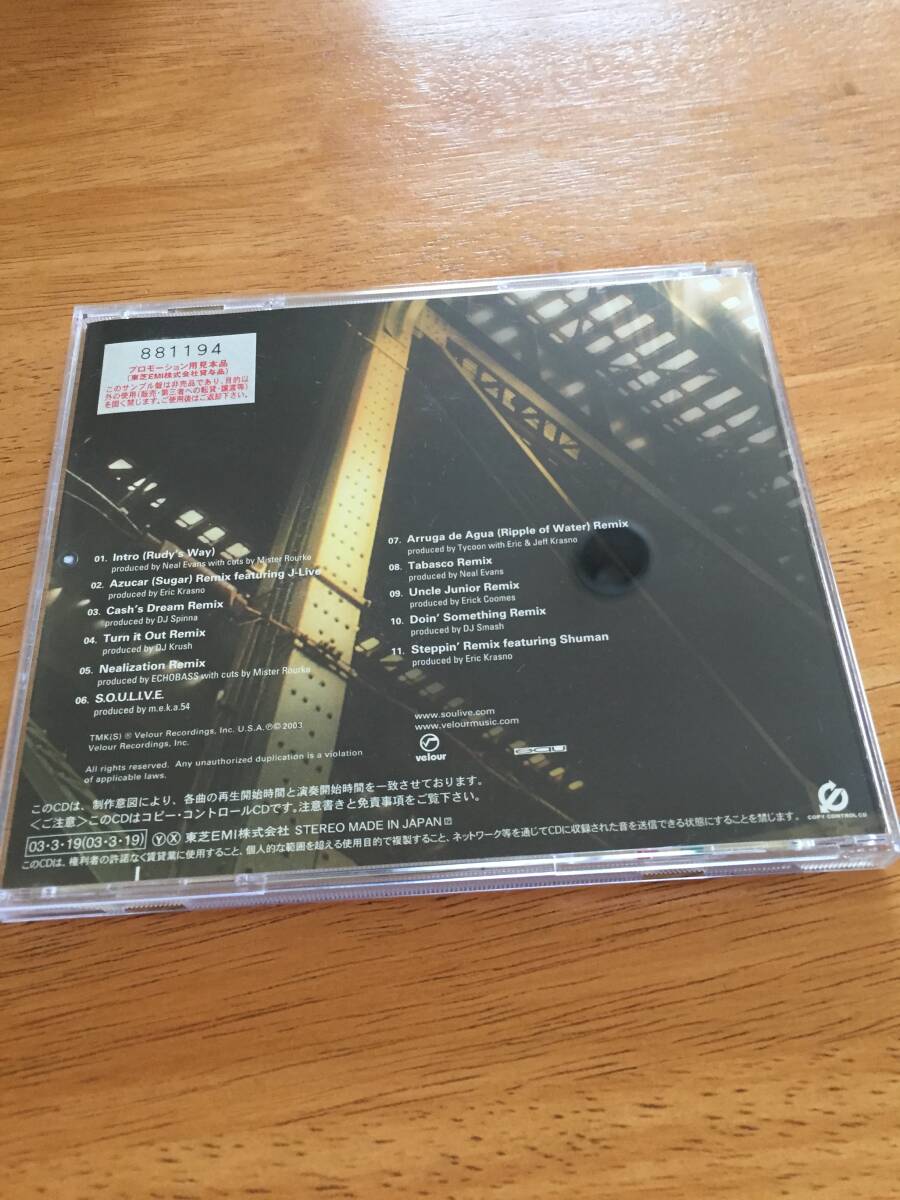 881194
プロモーション用見本品
(東芝EMI株式会社貸与品)
このサンプル盤は非売品であり、目的以
外の使用(販売・第三者への転貸・譲渡等)
を固く禁じます。ご使用後はご返却下さい。
01. Intro (Rudy's Way)
produced by Neal Evans with cuts by Mister Rourke
02. Azucar (Sugar) Remix featuring J-Live
produced by Eric Krasno
03. Cash's Dream Remix
produced by DJ Spinna
04. Turn it Out Remix
produced by DJ Krush
05. Nealization Remix
produced by ECHOBASS with cuts by Mister Rourke
06. S.O.U.L.I.V.E.
produced by m.e.k.a.54
07. Arruga de Agua (Ripple of Water) Remix
produced by Tycoon with Eric & Jeff Krasno
08. Tabasco Remix
produced by Neal Evans
09. Uncle Junior Remix
produced by Erick Coomes
10. Doin' Something Remix
produced by DJ Smash
11. Steppin' Remix featuring Shuman
produced by Eric Krasno
TMK(S) ® Velour Recordings, Inc. U.S.A.℗©2003
Velour Recordings, Inc.
All rights reserved. Any unauthorized duplication is a violation
of applicable laws.
www.soulive.com
www.velourmusic.com
velour
このCDは、制作意図により、各曲の再生開始時間と演奏開始時間を一致させております。
<ご注意>このCDはコピー・コントロールCDです。注意書きと免責事項をご覧下さい。
03・3・19(03・3・19) Ⓨ Ⓧ 東芝EMI株式会社 STEREO MADE IN JAPAN
このCDは、権利者の許諾なく賃貸業に使用すること、個人的な範囲を超える使用目的で複製すること、ネットワーク等を通じてCDに収録された音を送信できる状態にすることを禁じます。
COPY CONTROL CD